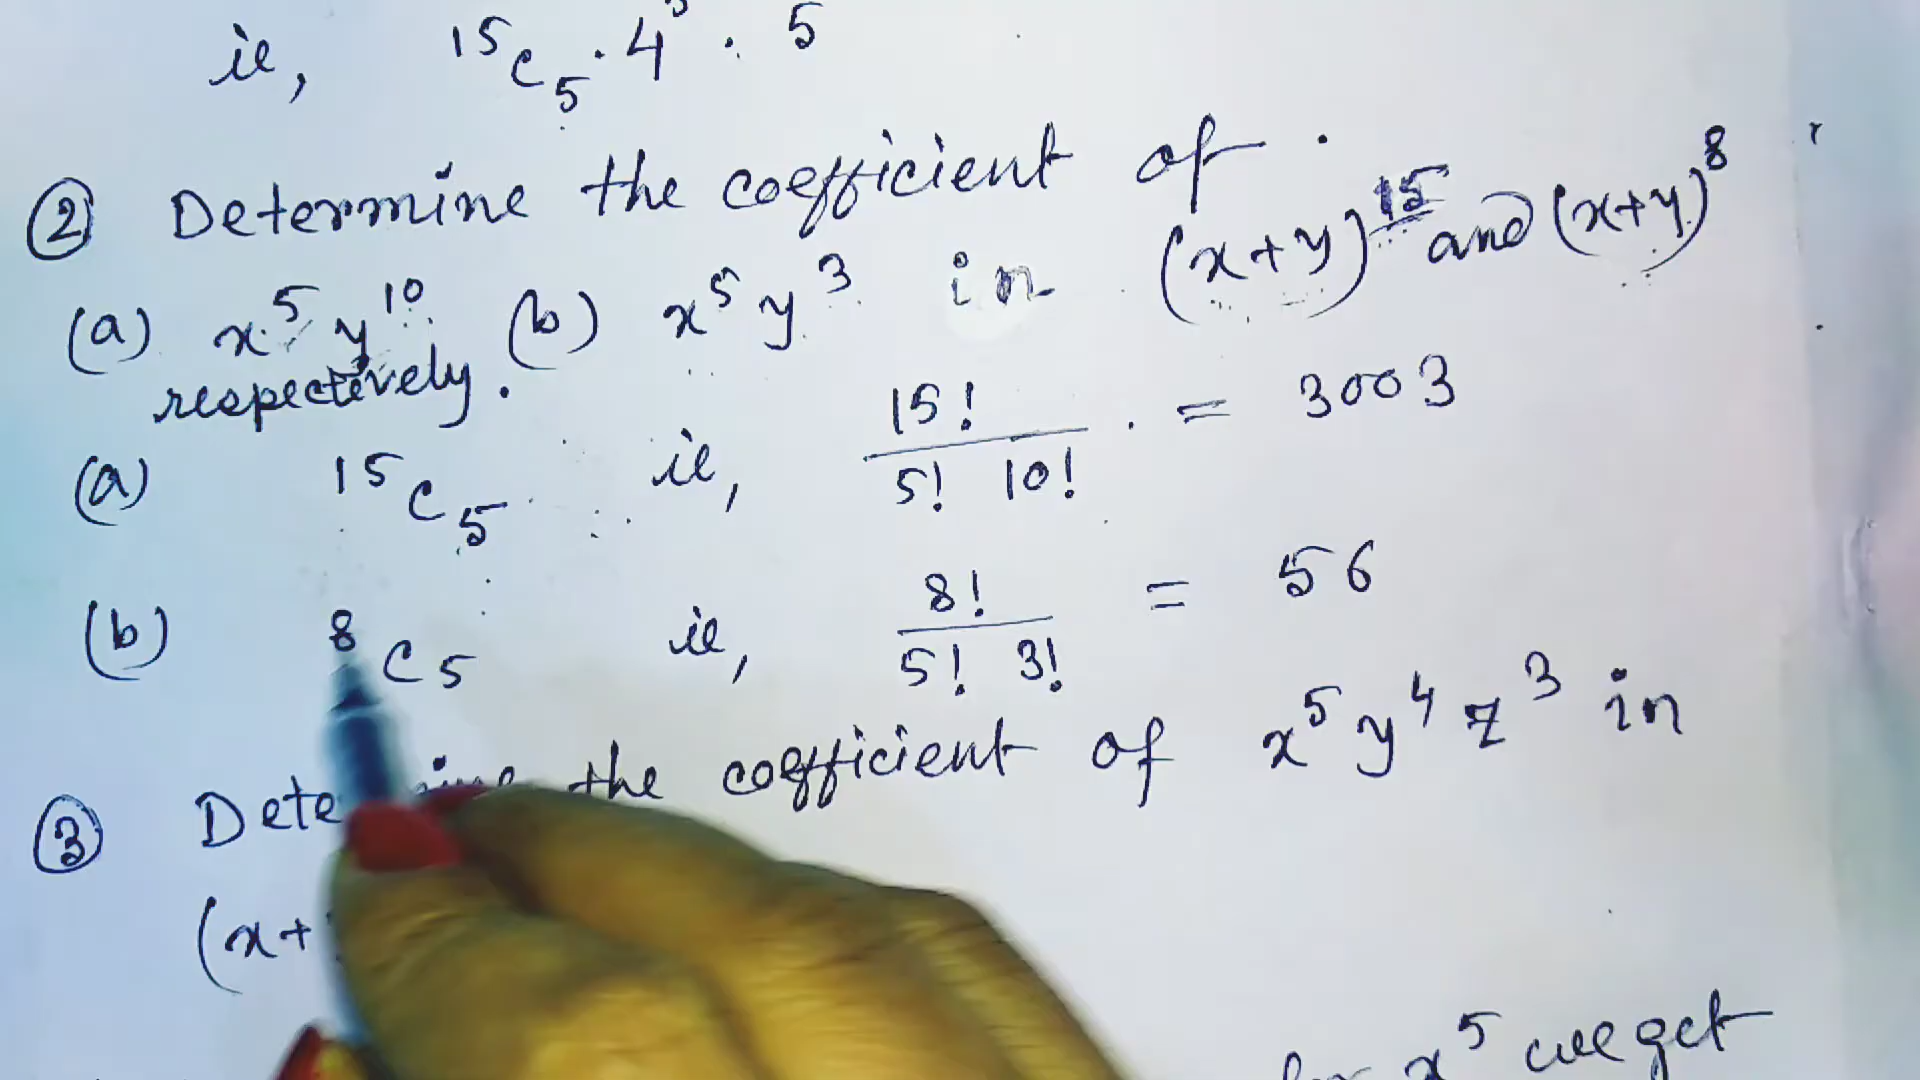 ie, ¹⁵C₅ · 4⁵ · 5
② Determine the coefficient of
(a) x⁵y¹⁰ (b) x⁵y³ in (x+y)¹⁵ and (x+y)⁸
respectively.
(a) ¹⁵C₅ ie, 15! / 5! 10! = 3003
(b) ⁸C₅ ie, 8! / 5! 3! = 56
③ Determine the coefficient of x⁵y⁴z³ in
(x+
x⁵ we get